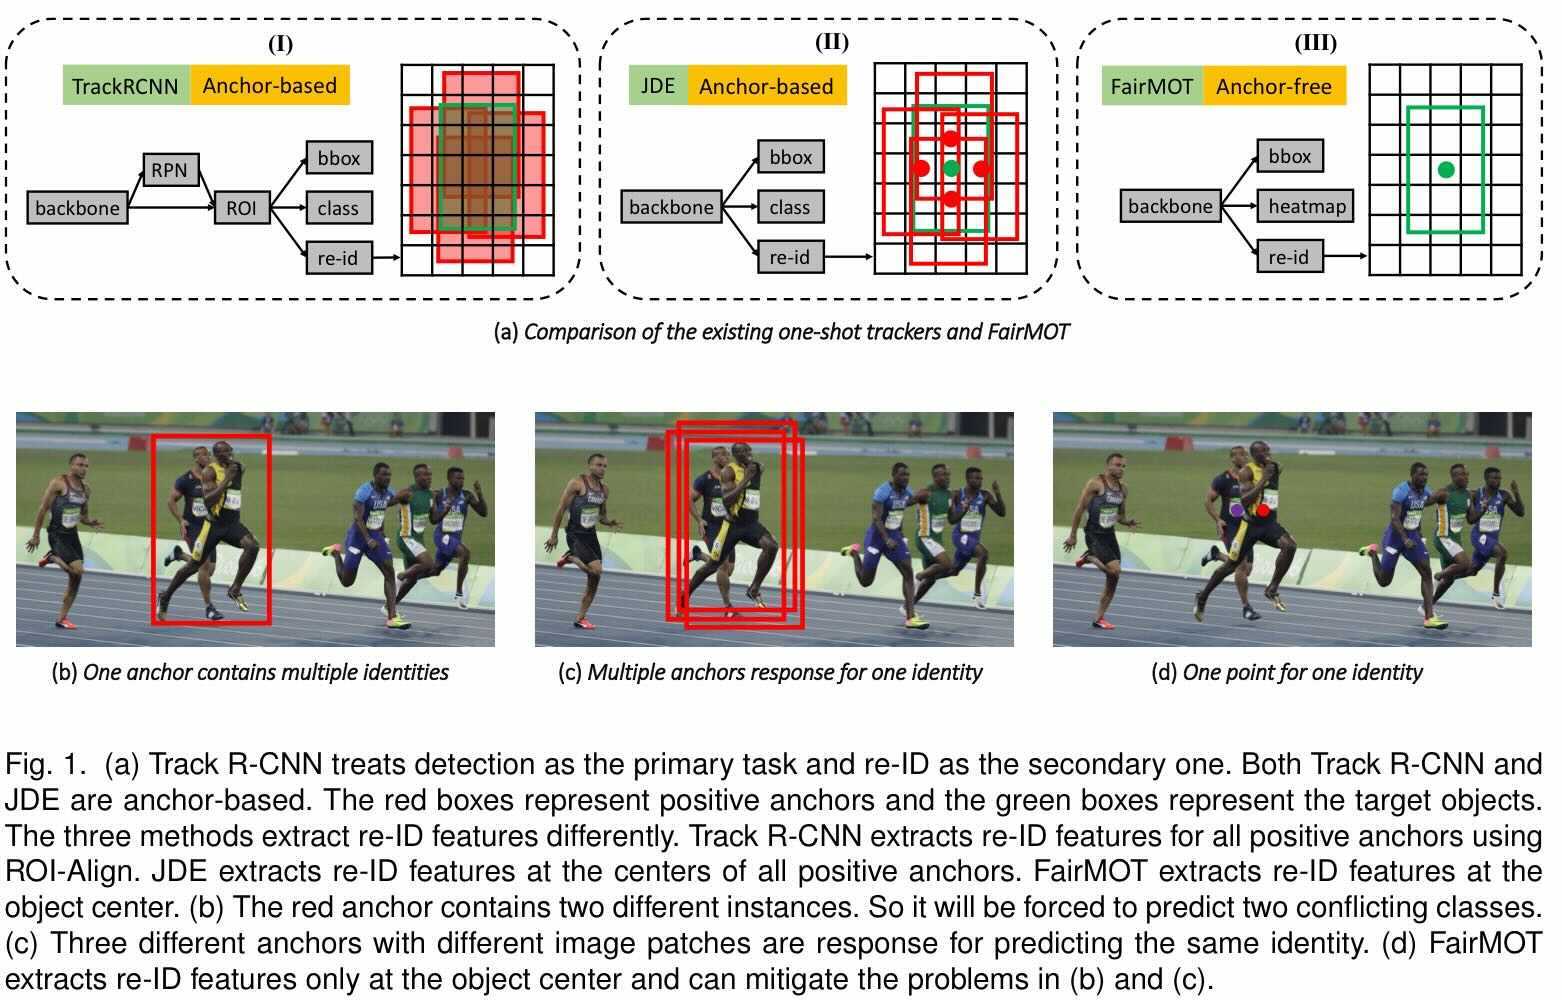 (I)
TrackRCNN Anchor-based
RPN
backbone
ROI
bbox
class
re-id
(II)
JDE Anchor-based
backbone
bbox
class
re-id
(III)
FairMOT Anchor-free
backbone
bbox
heatmap
re-id
(a) Comparison of the existing one-shot trackers and FairMOT
(b) One anchor contains multiple identities
(c) Multiple anchors response for one identity
(d) One point for one identity
Fig. 1. (a) Track R-CNN treats detection as the primary task and re-ID as the secondary one. Both Track R-CNN and
JDE are anchor-based. The red boxes represent positive anchors and the green boxes represent the target objects.
The three methods extract re-ID features differently. Track R-CNN extracts re-ID features for all positive anchors using
ROI-Align. JDE extracts re-ID features at the centers of all positive anchors. FairMOT extracts re-ID features at the
object center. (b) The red anchor contains two different instances. So it will be forced to predict two conflicting classes.
(c) Three different anchors with different image patches are response for predicting the same identity. (d) FairMOT
extracts re-ID features only at the object center and can mitigate the problems in (b) and (c).